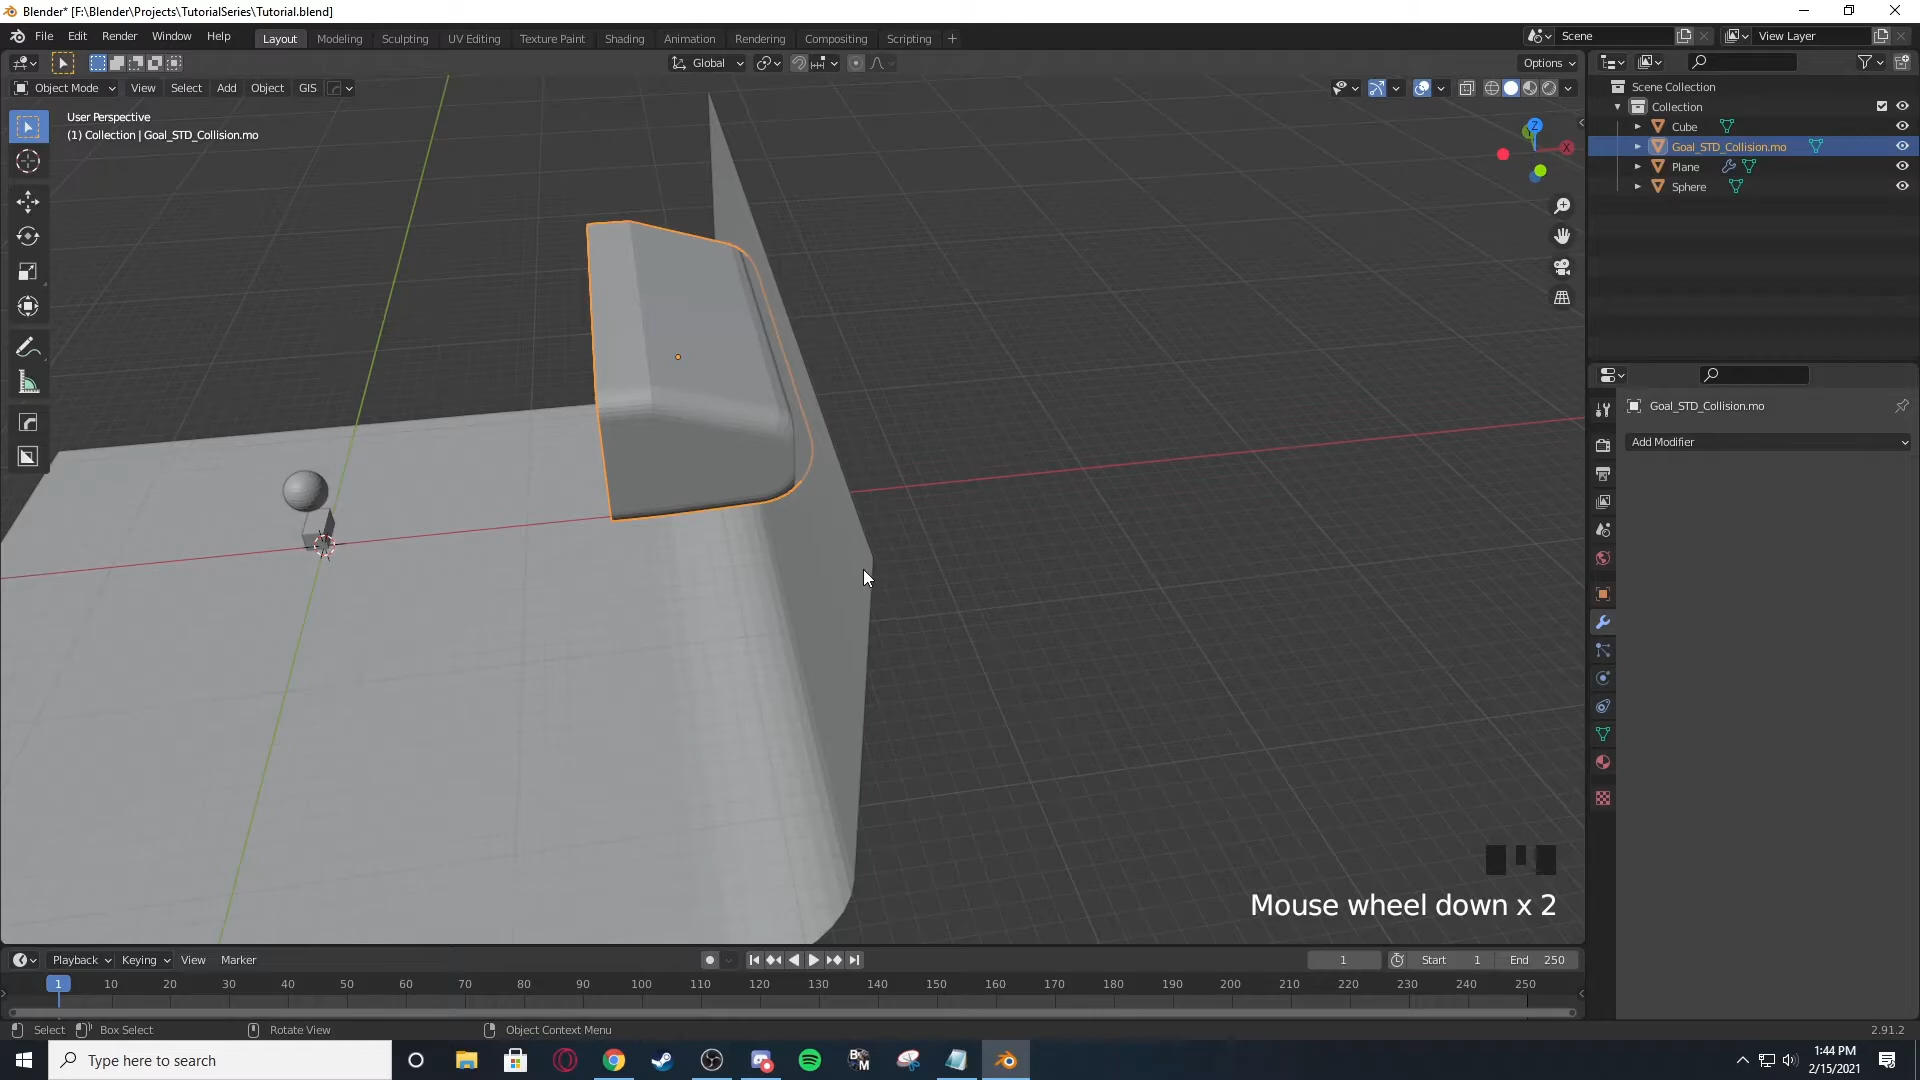 Blender* [F:\Blender\Projects\TutorialSeries\Tutorial.blend]
File Edit Render Window Help Layout Modeling Sculpting UV Editing Texture Paint Shading Animation Rendering Compositing Scripting + Scene View Layer
Global Options
Object Mode View Select Add Object GIS
User Perspective
(1) Collection | Goal_STD_Collision.mo
Z
Y
X
Scene Collection
Collection
Cube
Goal_STD_Collision.mo
Plane
Sphere
Goal_STD_Collision.mo
Add Modifier
Mouse wheel down x 2
Playback Keying View Marker 1 Start 1 End 250
1 10 20 30 40 50 60 70 80 90 100 110 120 130 140 150 160 170 180 190 200 210 220 230 240 250
Select Box Select Rotate View Object Context Menu 2.91.2
Type here to search
B M
1:44 PM
2/15/2021